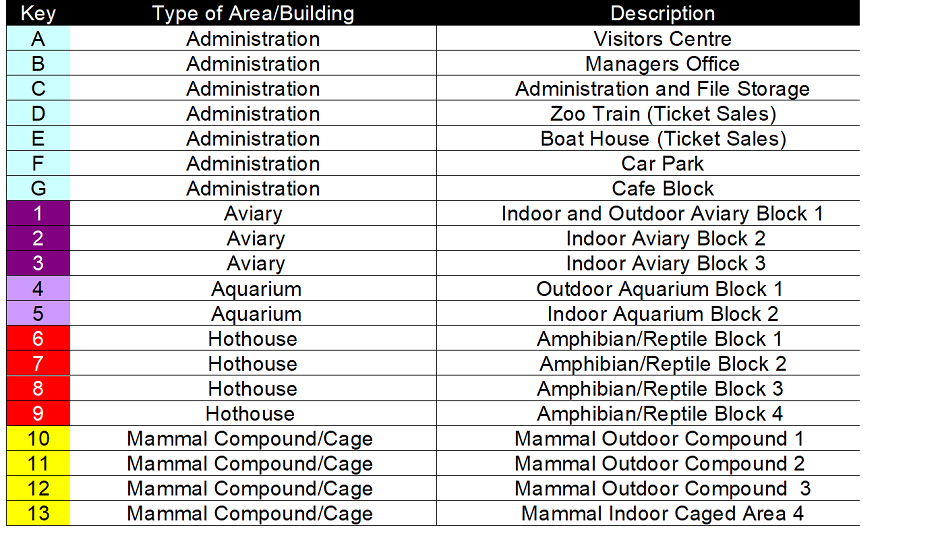 Key Type of Area/Building Description
A Administration Visitors Centre
B Administration Managers Office
C Administration Administration and File Storage
D Administration Zoo Train (Ticket Sales)
E Administration Boat House (Ticket Sales)
F Administration Car Park
G Administration Cafe Block
1 Aviary Indoor and Outdoor Aviary Block 1
2 Aviary Indoor Aviary Block 2
3 Aviary Indoor Aviary Block 3
4 Aquarium Outdoor Aquarium Block 1
5 Aquarium Indoor Aquarium Block 2
6 Hothouse Amphibian/Reptile Block 1
7 Hothouse Amphibian/Reptile Block 2
8 Hothouse Amphibian/Reptile Block 3
9 Hothouse Amphibian/Reptile Block 4
10 Mammal Compound/Cage Mammal Outdoor Compound 1
11 Mammal Compound/Cage Mammal Outdoor Compound 2
12 Mammal Compound/Cage Mammal Outdoor Compound 3
13 Mammal Compound/Cage Mammal Indoor Caged Area 4